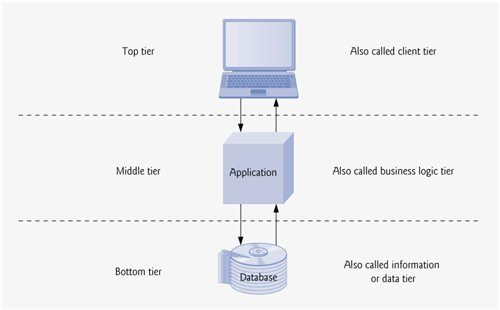 Top tier
Also called client tier
Middle tier
Application
Also called business logic tier
Bottom tier
Database
Also called information
or data tier